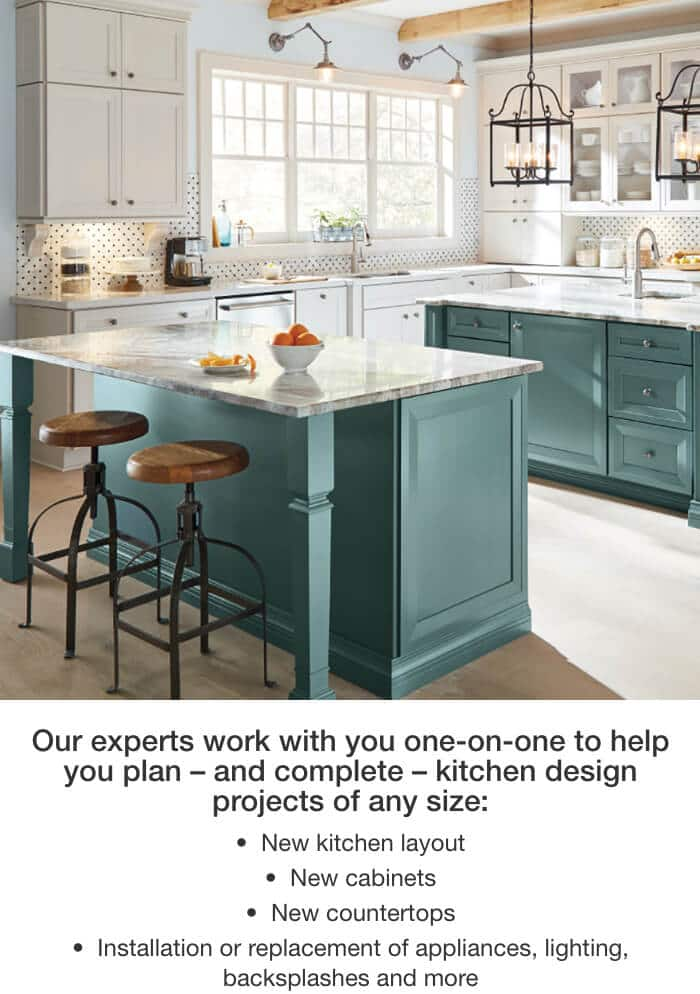 Our experts work with you one-on-one to help
you plan – and complete – kitchen design
projects of any size:
• New kitchen layout
• New cabinets
• New countertops
• Installation or replacement of appliances, lighting,
backsplashes and more